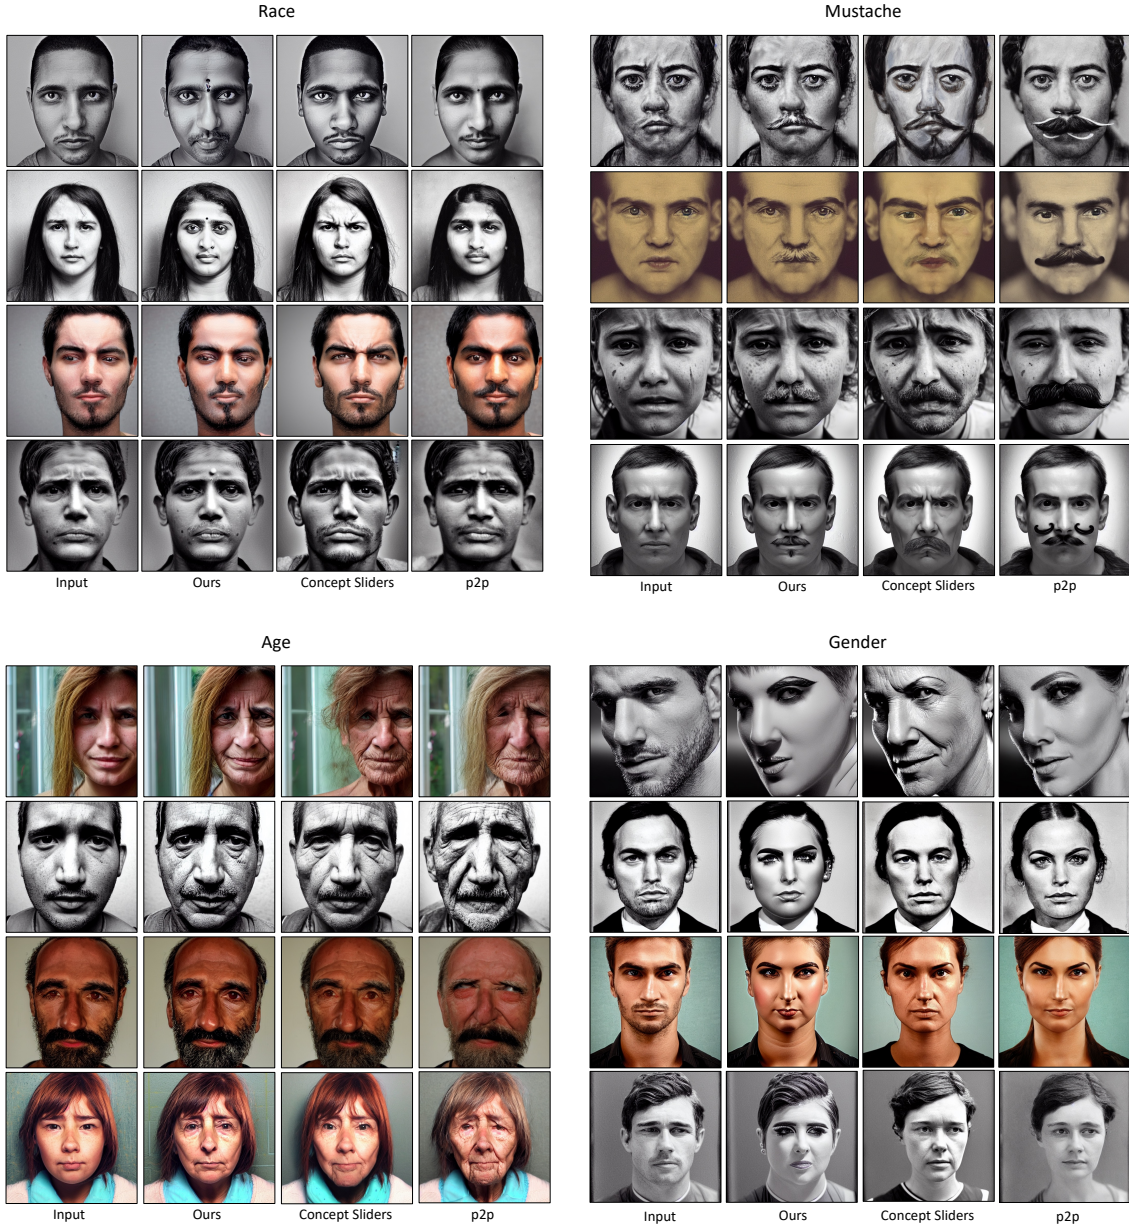 Race
Input Ours Concept Sliders p2p
Mustache
Input Ours Concept Sliders p2p
Age
Input Ours Concept Sliders p2p
Gender
Input Ours Concept Sliders p2p